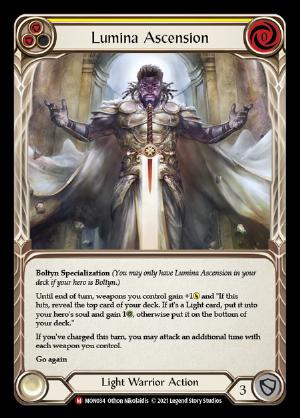 Lumina Ascension
0
Boltyn Specialization (You may only have Lumina Ascension in your
deck if your hero is Boltyn.)
Until end of turn, weapons you control gain +1 and "If this
hits, reveal the top card of your deck. If it's a Light card, put it into
your hero's soul and gain 1, otherwise put it on the bottom of
your deck."
If you've charged this turn, you may attack an additional time with
each weapon you control.
Go again
Light Warrior Action
3
M MON034 Othon Nikolaidis © 2021 Legend Story Studios